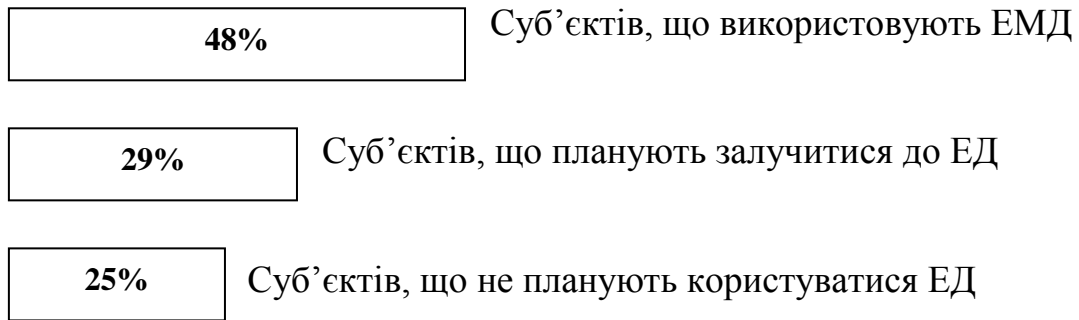 48% Суб’єктів, що використовують ЕМД
29% Суб’єктів, що планують залучитися до ЕД
25% Суб’єктів, що не планують користуватися ЕД